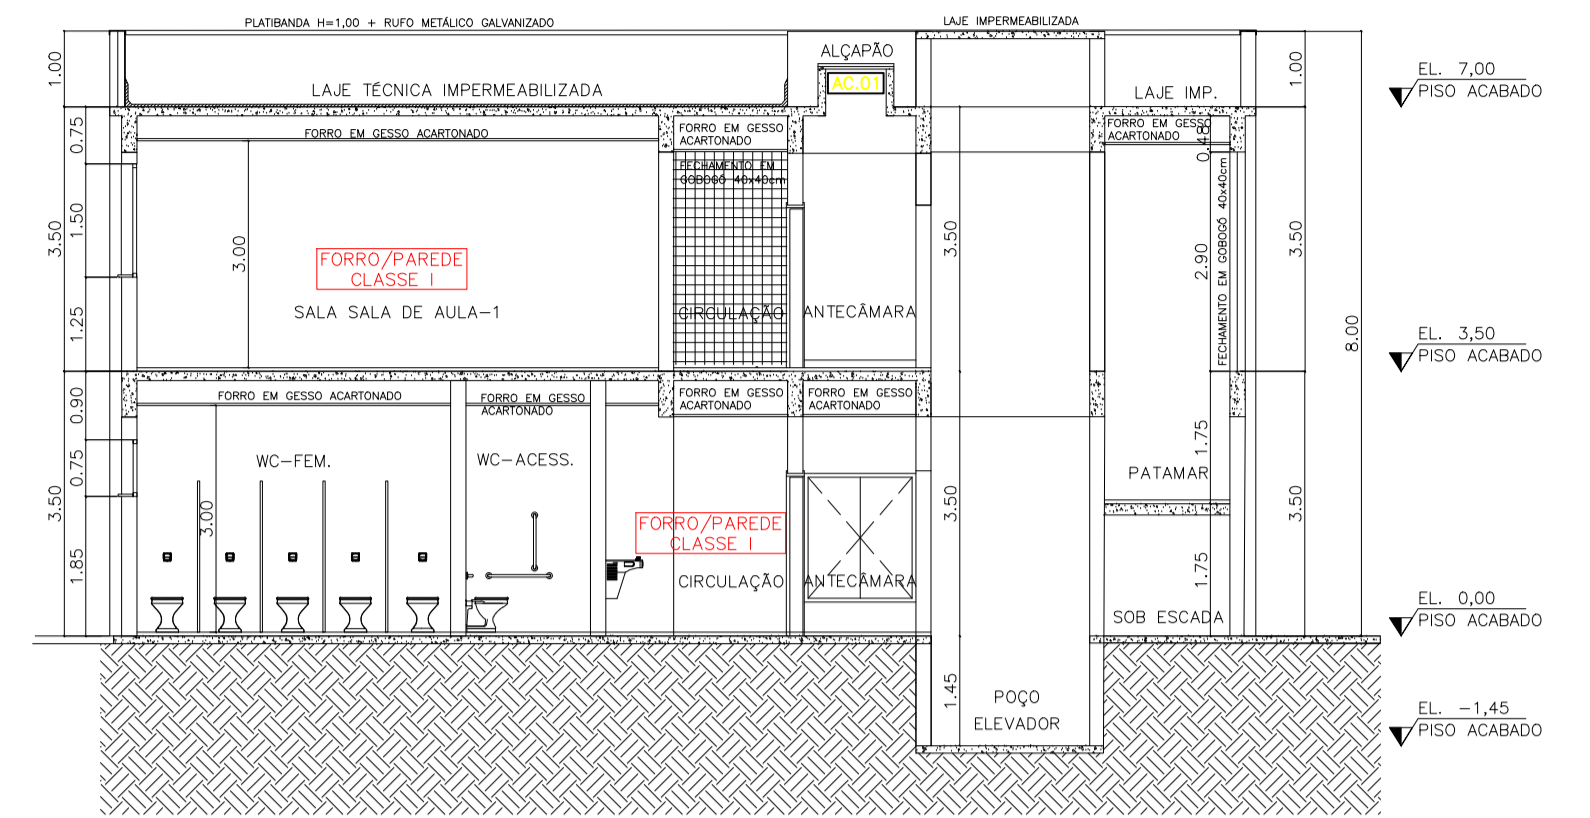 PLATIBANDA H=1,00 + RUFO METÁLICO GALVANIZADO
LAJE IMPERMEABILIZADA
ALÇAPÃO
AC.01
LAJE TÉCNICA IMPERMEABILIZADA
LAJE IMP.
1.00
1.00
EL. 7,00
PISO ACABADO
FORRO EM GESSO ACARTONADO
FORRO EM GESSO
ACARTONADO
FORRO EM GESSO
ACARTONADO
0.75
0.48
FECHAMENTO EM
GOBOGÓ 40x40cm
FECHAMENTO EM GOBOGÓ 40x40cm
3.50
1.50
3.00
3.50
2.90
3.50
FORRO/PAREDE
CLASSE I
SALA SALA DE AULA-1
CIRCULAÇÃO
ANTECÂMARA
1.25
8.00
EL. 3,50
PISO ACABADO
0.90
FORRO EM GESSO ACARTONADO
FORRO EM GESSO
ACARTONADO
FORRO EM GESSO
ACARTONADO
FORRO EM GESSO
ACARTONADO
WC-FEM.
WC-ACESS.
0.75
1.75
PATAMAR
3.50
3.00
3.50
3.50
FORRO/PAREDE
CLASSE I
1.85
1.75
CIRCULAÇÃO
ANTECÂMARA
SOB ESCADA
EL. 0,00
PISO ACABADO
1.45
POÇO
ELEVADOR
EL. -1,45
PISO ACABADO